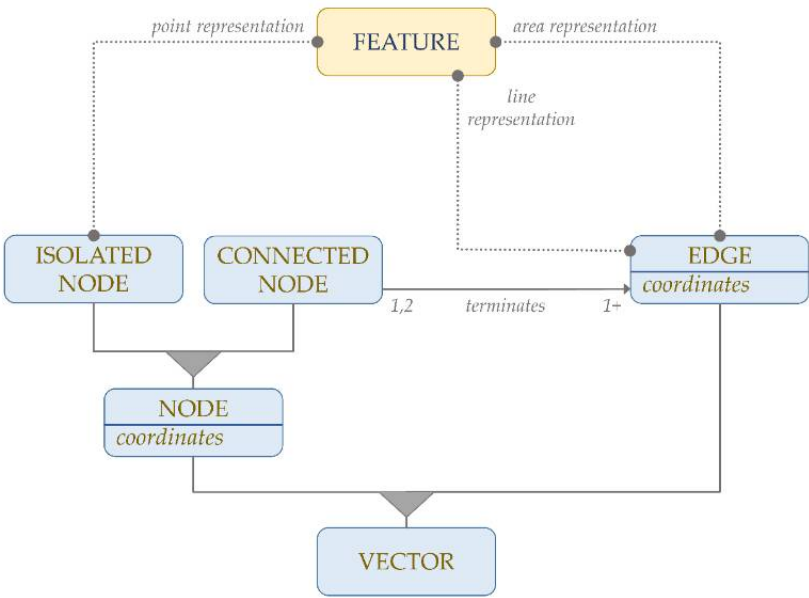 point representation
FEATURE
area representation
line
representation
ISOLATED
NODE
CONNECTED
NODE
EDGE
coordinates
1,2
terminates
1+
NODE
coordinates
VECTOR